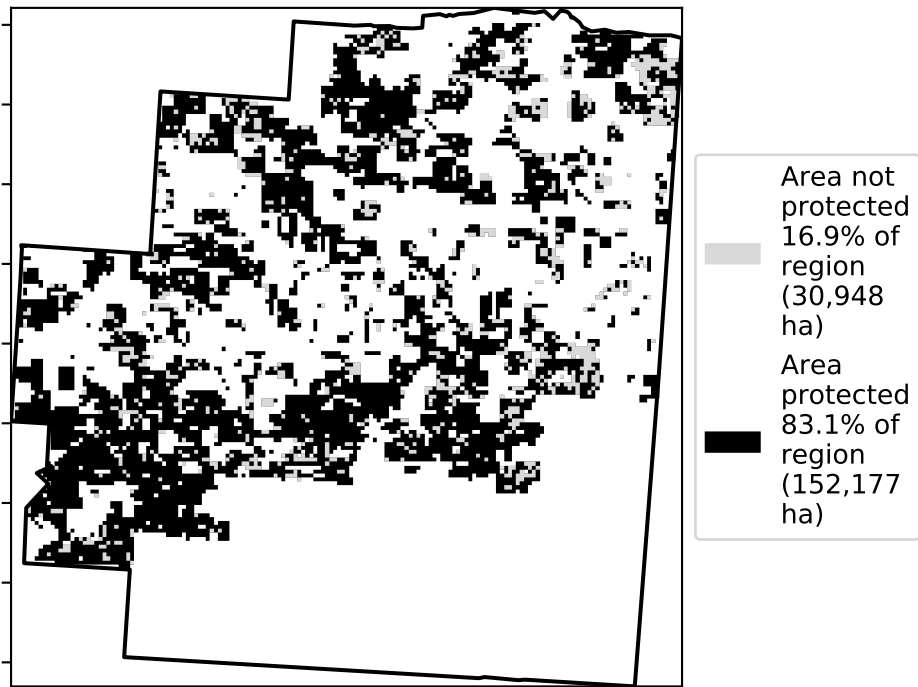 Area not
protected
16.9% of
region
(30,948
ha)
Area
protected
83.1% of
region
(152,177
ha)